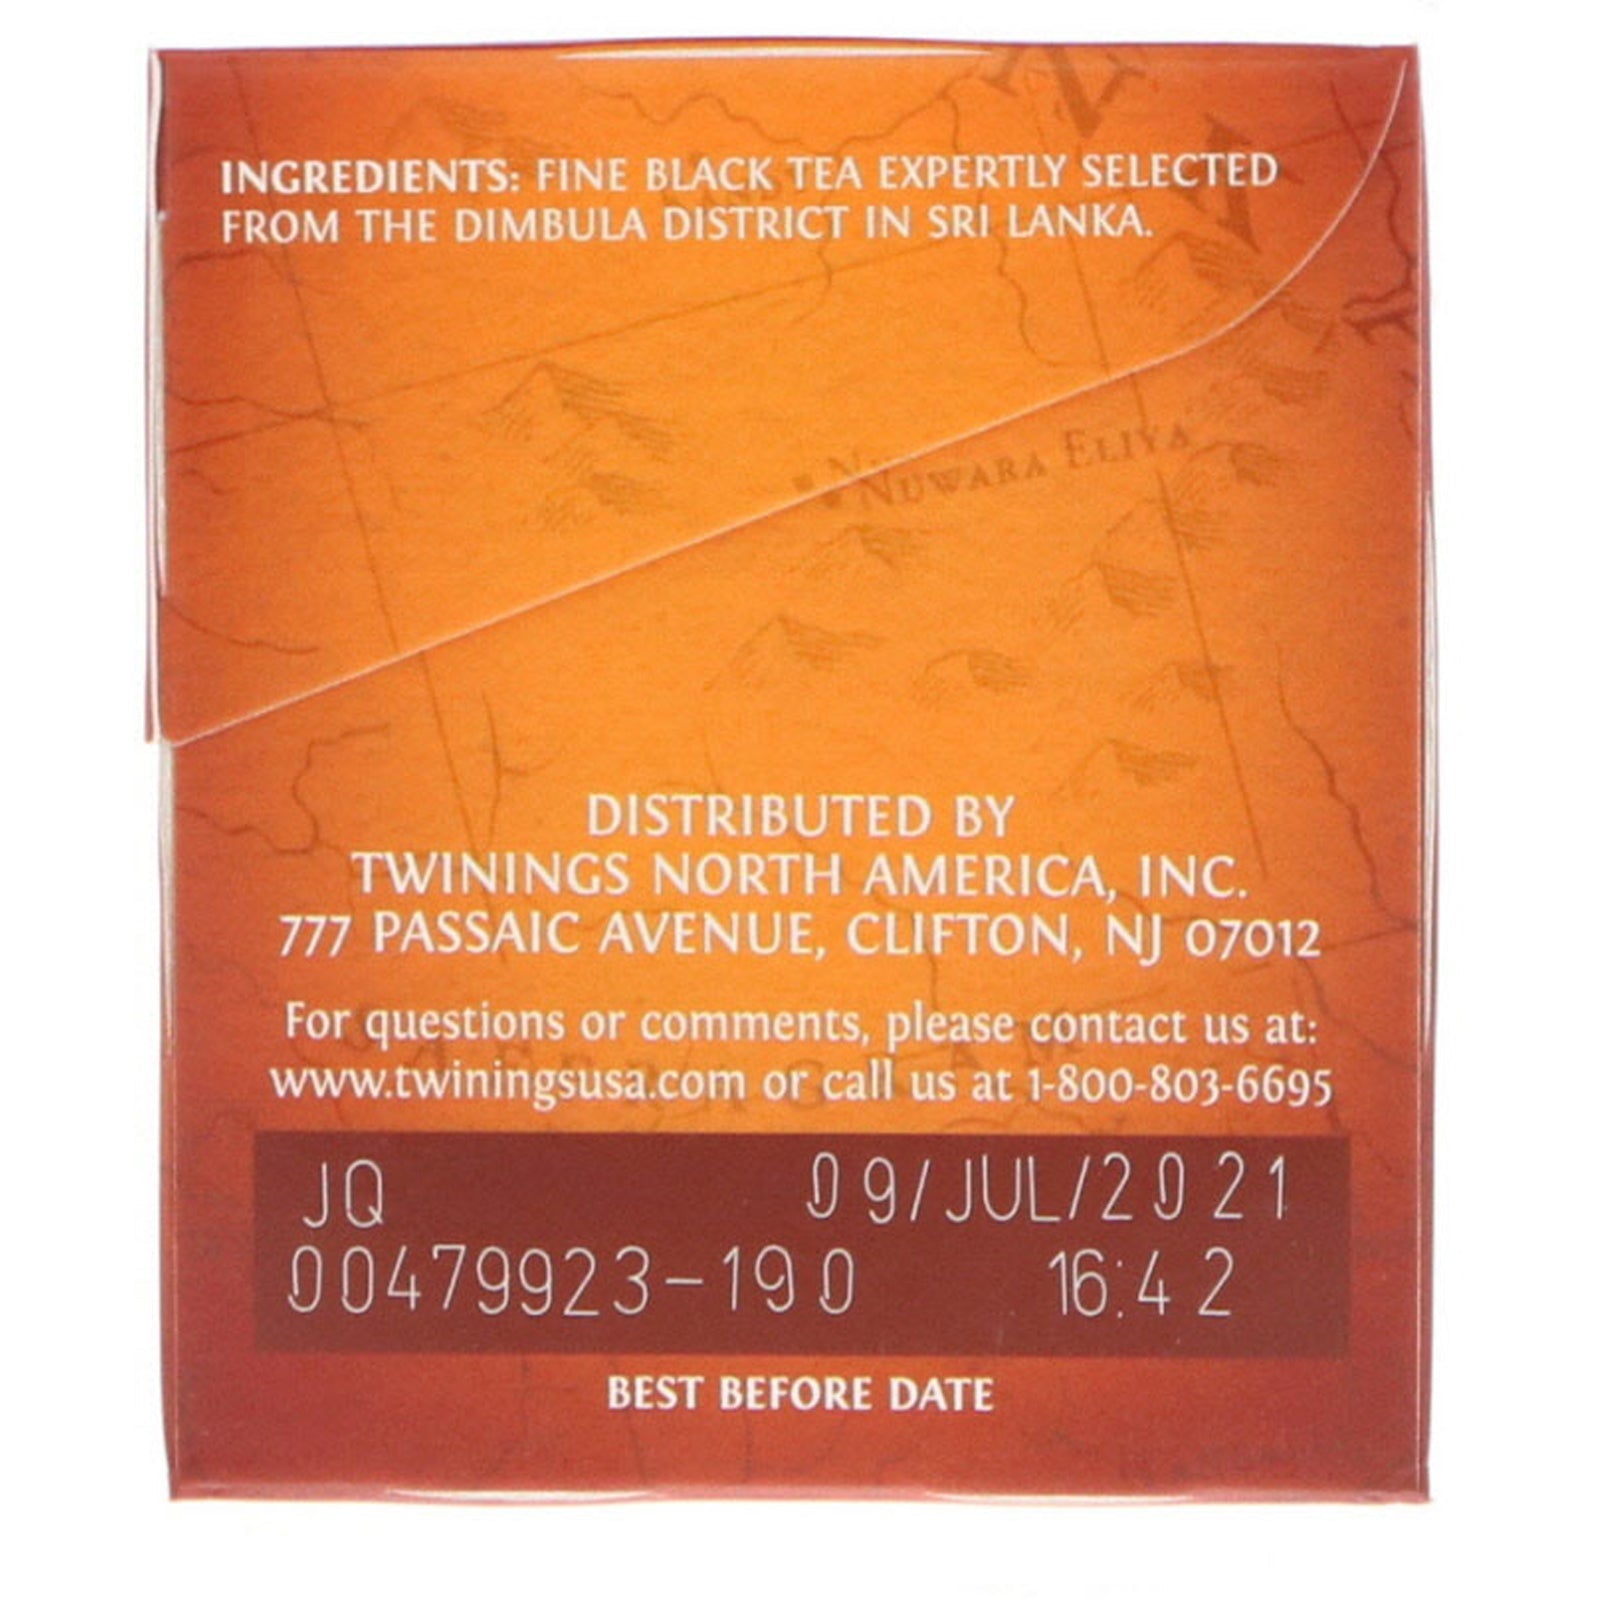 INGREDIENTS: FINE BLACK TEA EXPERTLY SELECTED
FROM THE DIMBULA DISTRICT IN SRI LANKA.
NUWARA ELIYA
DISTRIBUTED BY
TWININGS NORTH AMERICA, INC.
777 PASSAIC AVENUE, CLIFTON, NJ 07012
For questions or comments, please contact us at:
www.twiningsusa.com or call us at 1-800-803-6695
JQ 09/JUL/2021
00479923-190 16:42
BEST BEFORE DATE